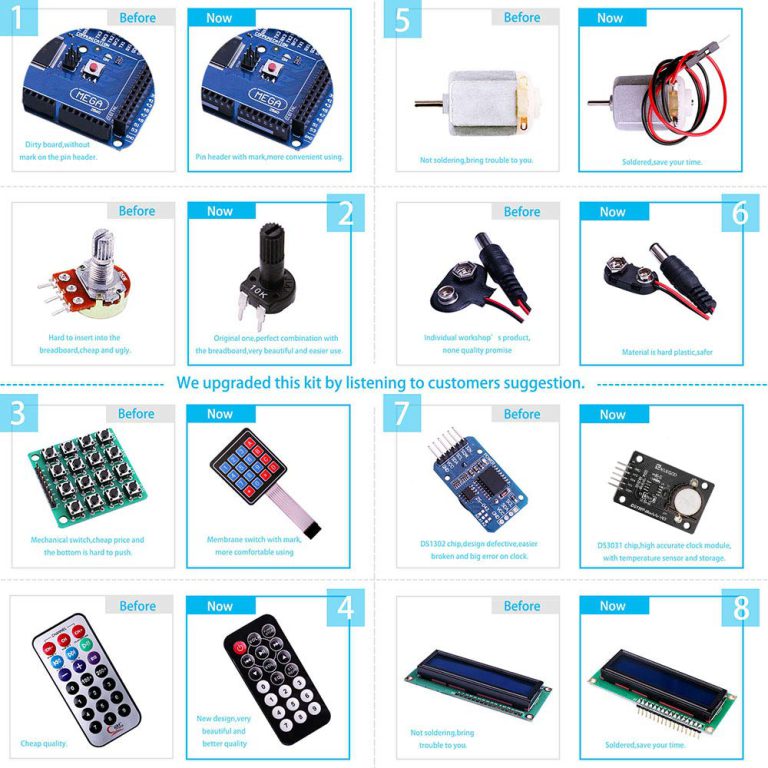 1
Before
Now
MEGA
MEGA
Dirty board,without
mark on the pin header.
Pin header with mark,more convenient using.
5
Before
Now
Not soldering,bring trouble to you.
Soldered,save your time.
Before
Now
2
10K
Hard to insert into the
breadboard,cheap and ugly.
Original one,perfect combination with
the breadboard,very beautiful and easier use.
Before
Now
6
Individual workshop's product,
none quality promise
Material is hard plastic,safer
We upgraded this kit by listening to customers suggestion.
3
Before
Now
Mechanical switch,cheap price and
the bottom is hard to push.
Membrane switch with mark,
more comfortable using
7
Before
Now
DS1302 chip,design defective,easier
broken and big error on clock.
DS3031 chip,high accurate clock module,
with temperature sensor and storage.
Before
Now
4
Cheap quality.
New design,very
beautiful and
better quality
Before
Now
8
Not soldering,bring
trouble to you.
Soldered,save your time.